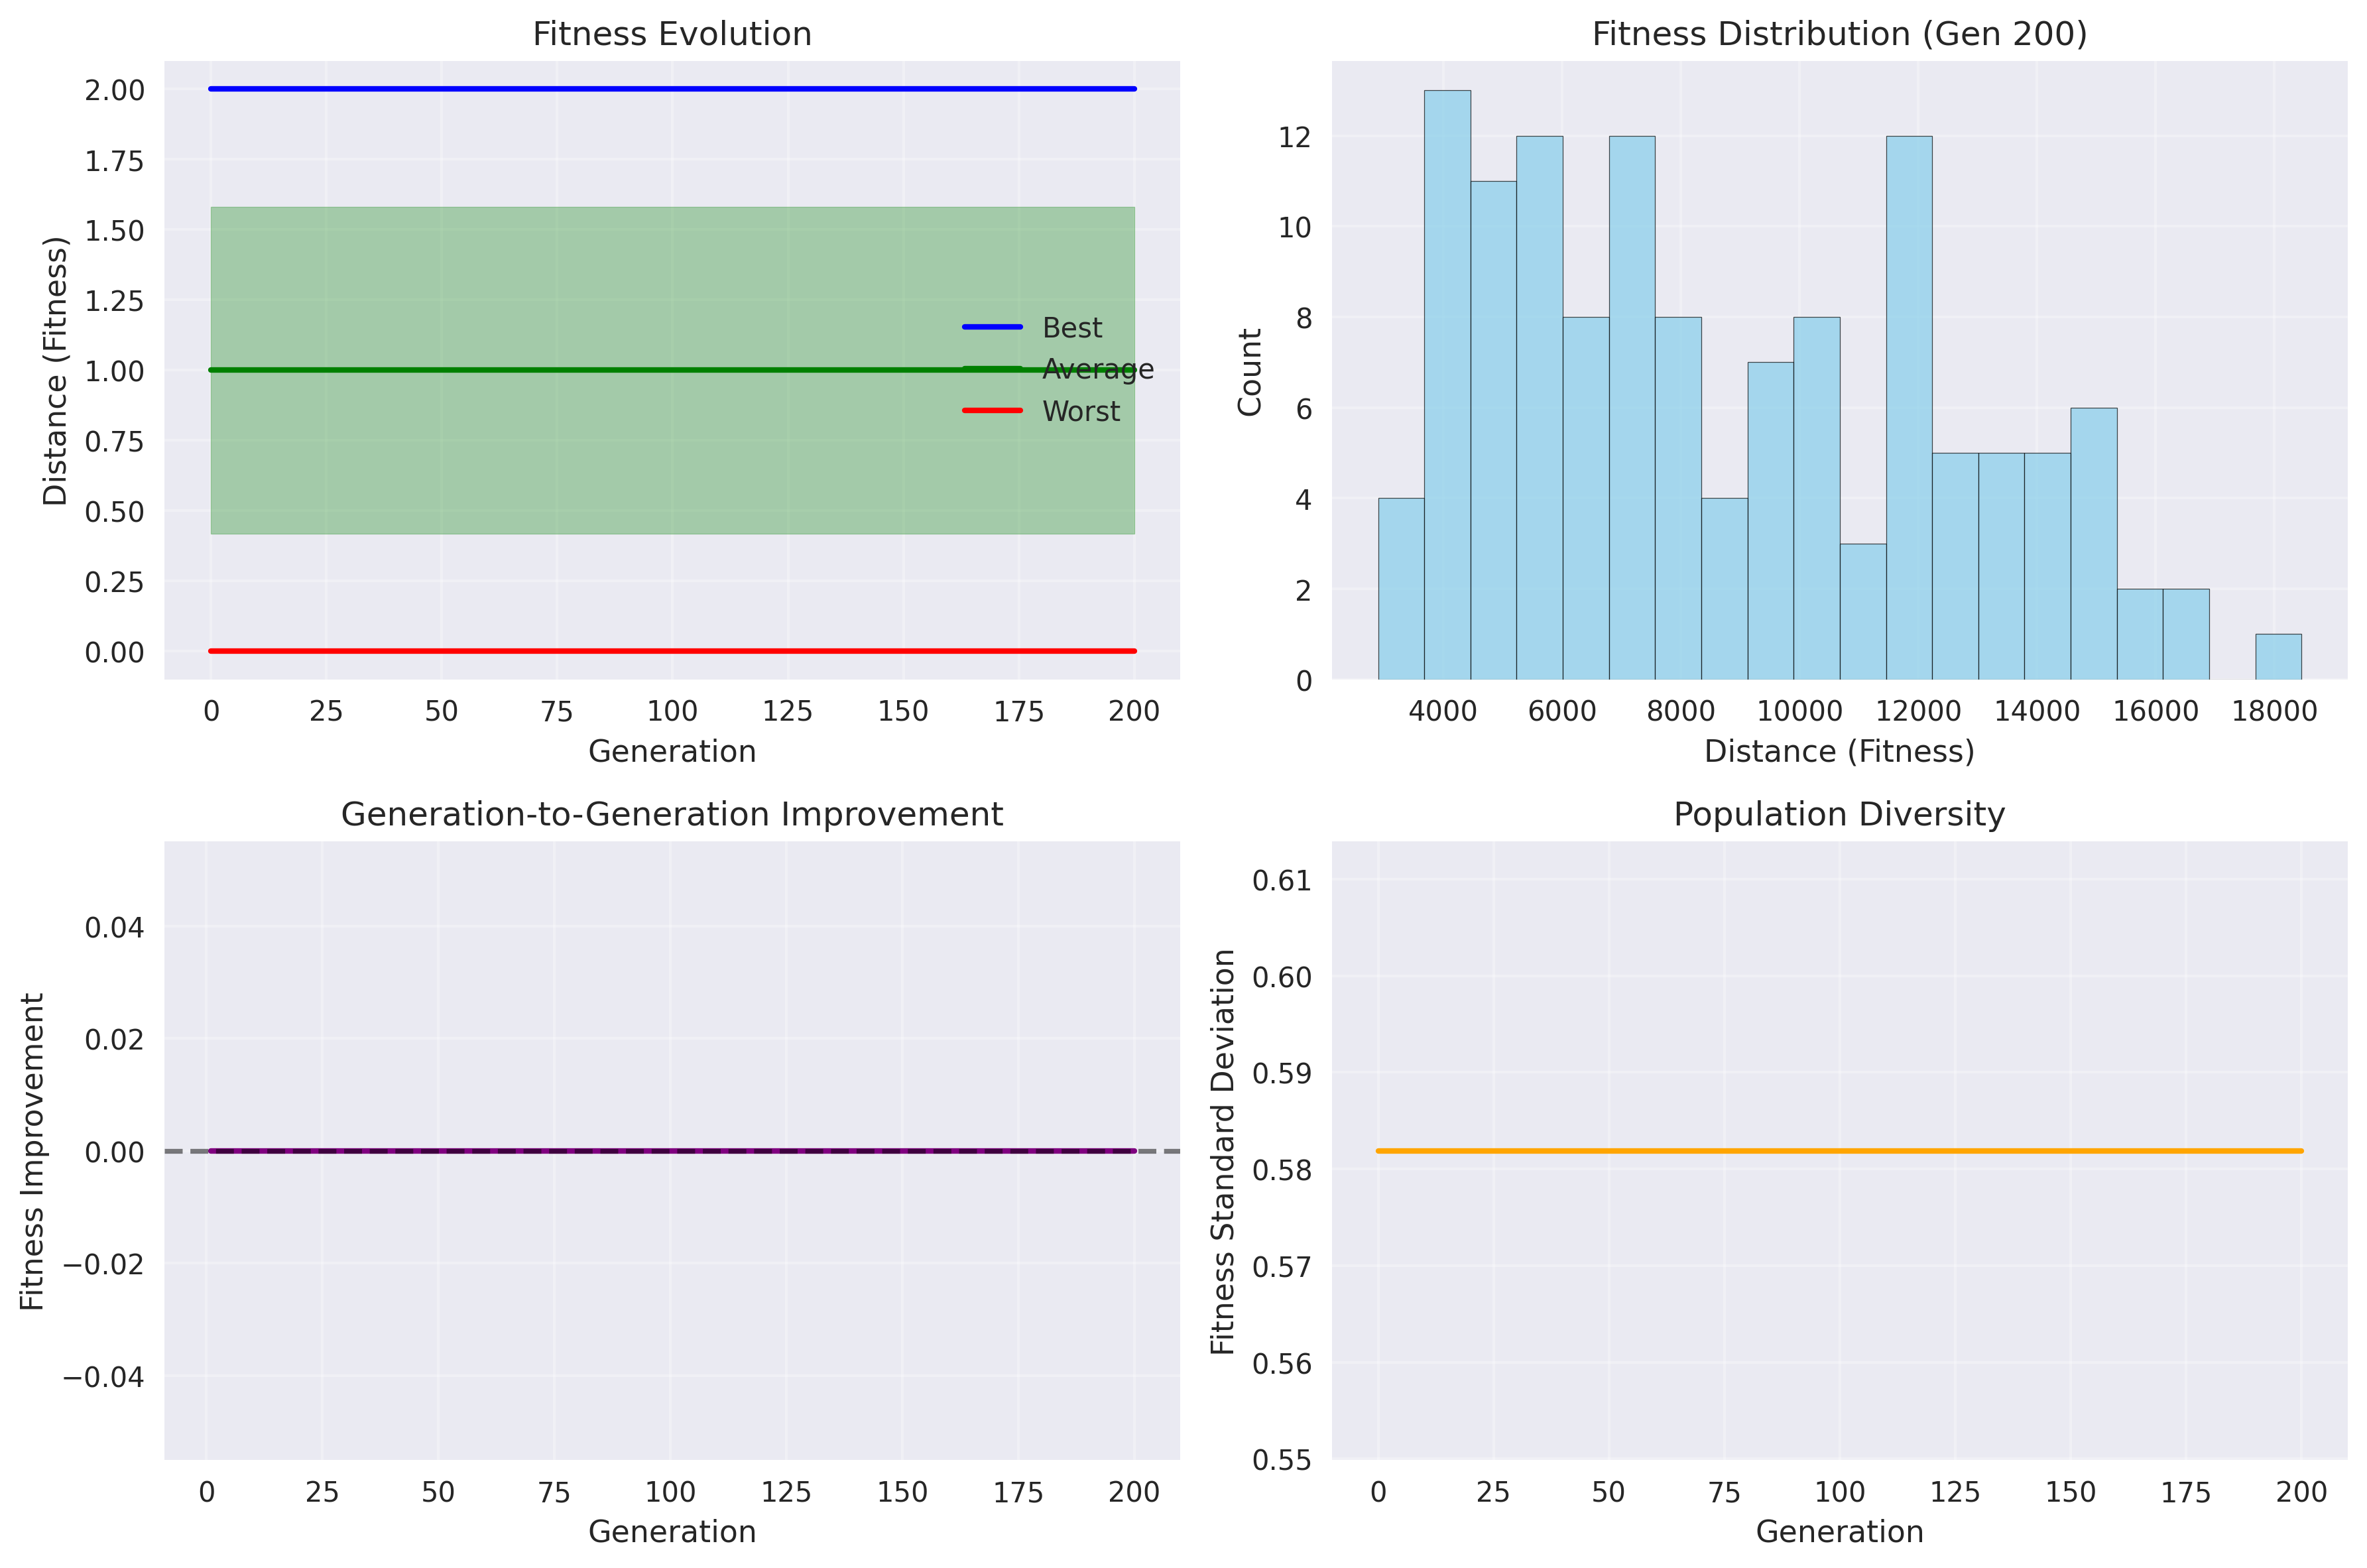 Fitness Evolution
2.00
1.75
1.50
1.25
1.00
0.75
0.50
0.25
0.00
Distance (Fitness)
Best
Average
Worst
0 25 50 75 100 125 150 175 200
Generation
Fitness Distribution (Gen 200)
12
10
8
6
4
2
0
Count
4000 6000 8000 10000 12000 14000 16000 18000
Distance (Fitness)
Generation-to-Generation Improvement
0.04
0.02
0.00
−0.02
−0.04
Fitness Improvement
0 25 50 75 100 125 150 175 200
Generation
Population Diversity
0.61
0.60
0.59
0.58
0.57
0.56
0.55
Fitness Standard Deviation
0 25 50 75 100 125 150 175 200
Generation